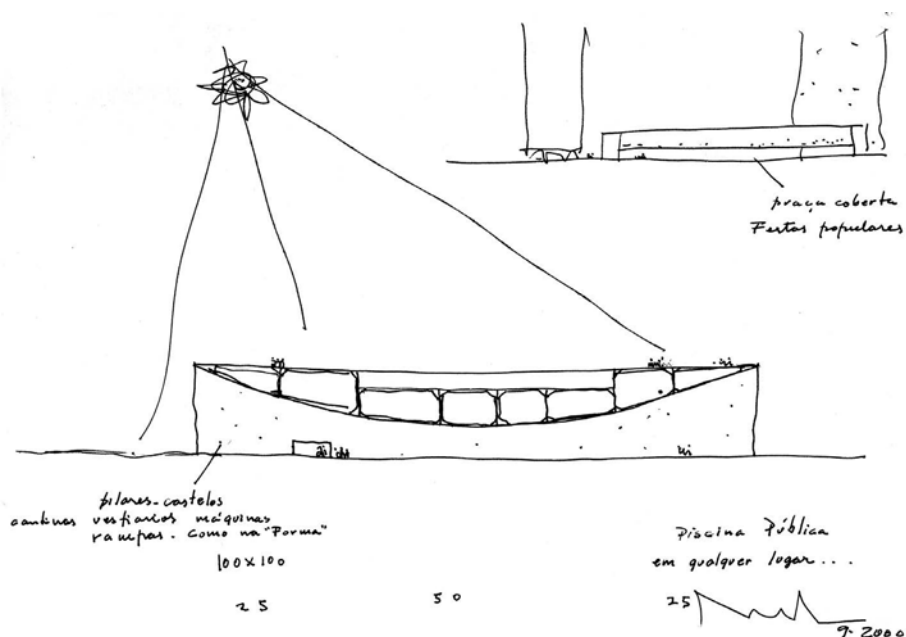 praça coberta
Festas populares
pilares-castelos
cantinas vestiarios máquinas
rampas. como na "Forma"
100x100
25
50
Piscina Pública
em qualquer lugar...
25
9-2000